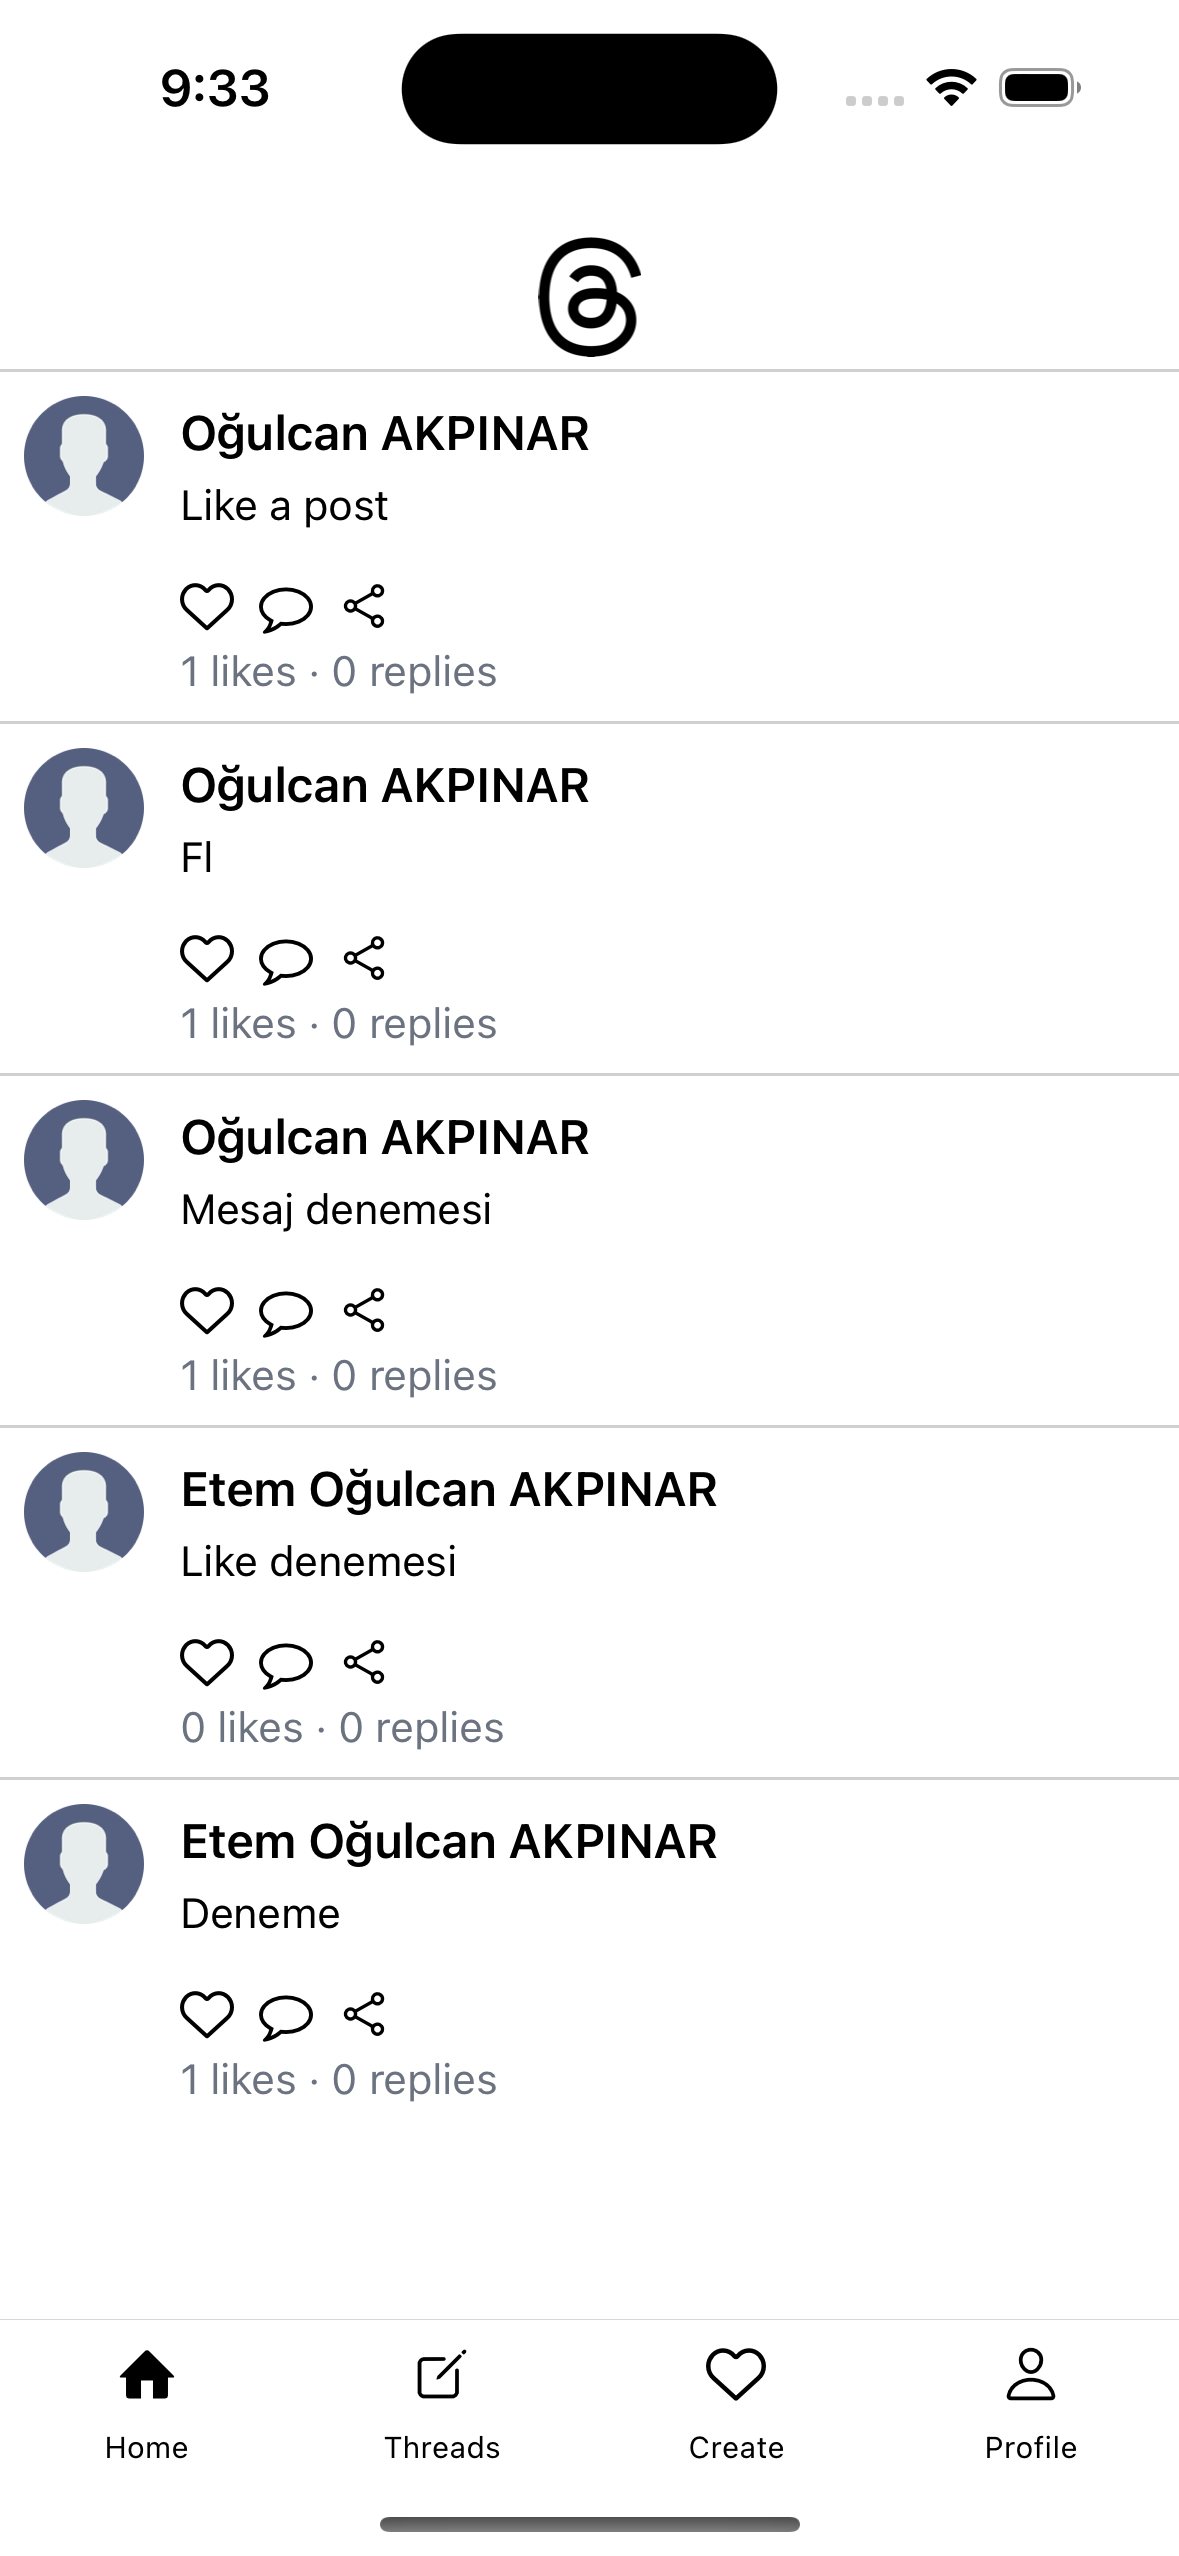 9:33
Oğulcan AKPINAR
Like a post
1 likes · 0 replies
Oğulcan AKPINAR
Fl
1 likes · 0 replies
Oğulcan AKPINAR
Mesaj denemesi
1 likes · 0 replies
Etem Oğulcan AKPINAR
Like denemesi
0 likes · 0 replies
Etem Oğulcan AKPINAR
Deneme
1 likes · 0 replies
Home Threads Create Profile